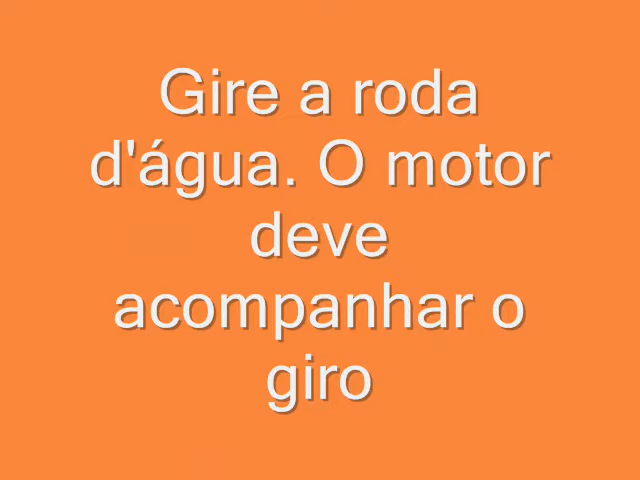 Gire a roda
d'água. O motor
deve
acompanhar o
giro